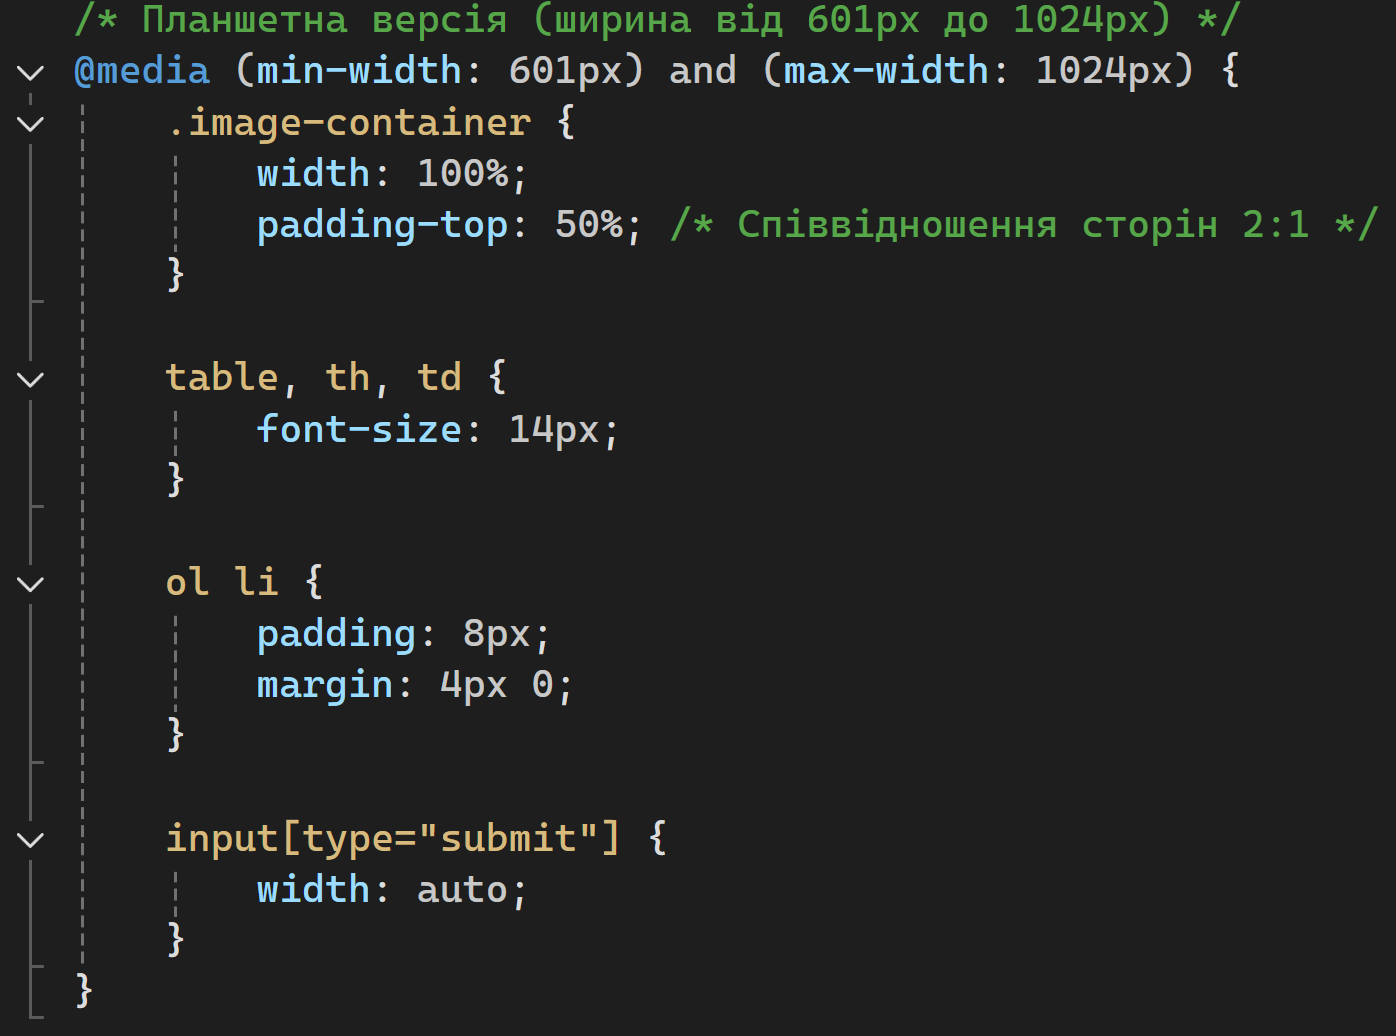 /* Планшетна версія (ширина від 601px до 1024px) */
@media (min-width: 601px) and (max-width: 1024px) {
.image-container {
width: 100%;
padding-top: 50%; /* Співвідношення сторін 2:1 */
}
table, th, td {
font-size: 14px;
}
ol li {
padding: 8px;
margin: 4px 0;
}
input[type="submit"] {
width: auto;
}
}